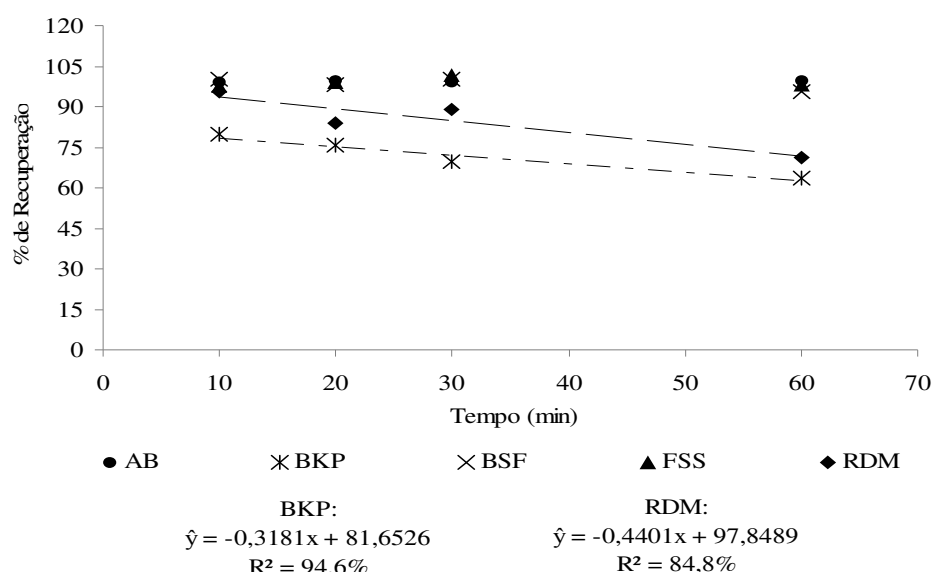 120
105
90
75
60
45
30
15
0
% de Recuperação
0 10 20 30 40 50 60 70
Tempo (min)
AB BKP BSF FSS RDM
BKP: RDM:
ŷ = -0,3181x + 81,6526 ŷ = -0,4401x + 97,8489
R² = 94,6% R² = 84,8%